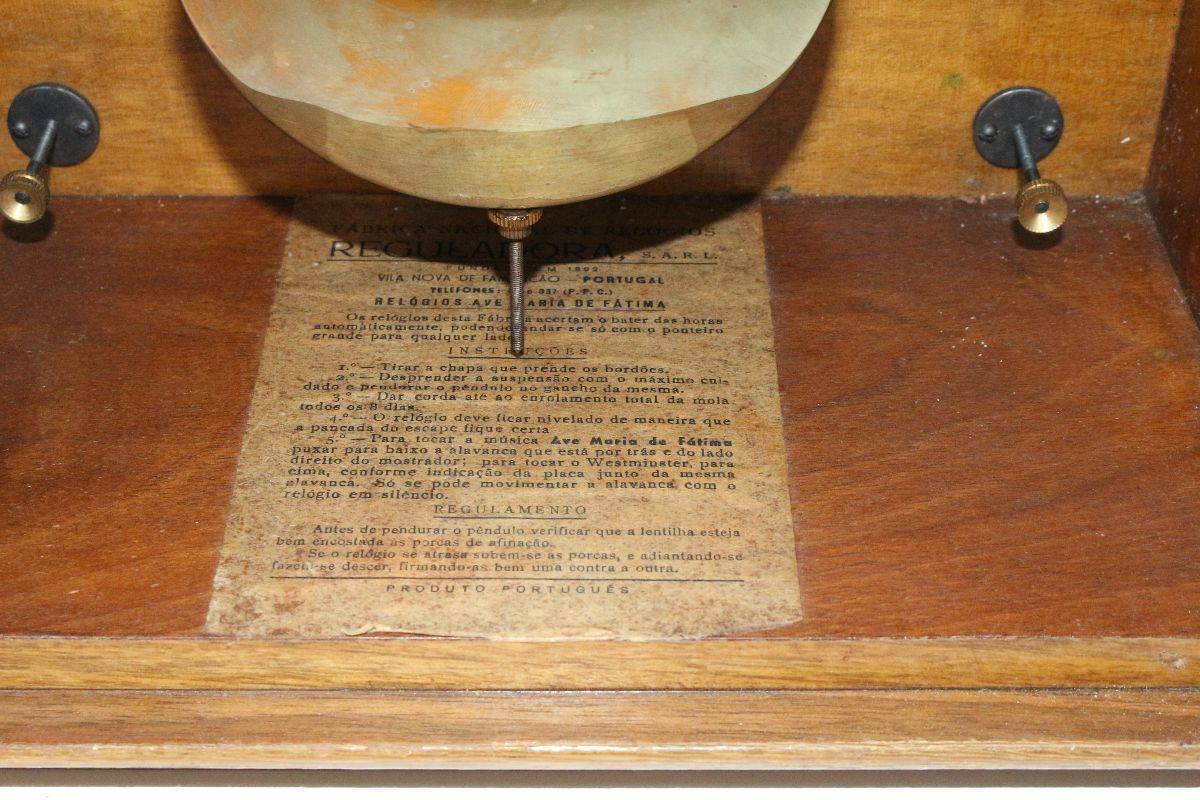 FÁBRICA NACIONAL DE RELÓGIOS
REGULADORA, S. A. R. L.
EM 1892
VILA NOVA DE PORTUGAL
TELEFONES: 337 (P. P. C.)
RELÓGIOS AVE MARIA DE FÁTIMA
Os relógios desta Fábrica acertam o bater das horas
automàticamente, podendo andar-se só com o ponteiro
grande para qualquer lado.
INSTRUÇÕES
1.º — Tirar a chapa que prende os bordões.
2.º — Desprender a suspensão com o máximo cui-
dado e pendurar o pêndulo no gancho da mesma.
3.º — Dar corda até ao enrolamento total da mola
todos os 8 dias.
4.º — O relógio deve ficar nivelado de maneira que
a pancada do escape fique certa
5.º — Para tocar a música Ave Maria de Fátima
puxar para baixo a alavanca que está por trás e do lado
direito do mostrador; para tocar o Westminster, para
cima, conforme indicação da placa junto da mesma
alavanca. Só se pode movimentar a alavanca com o
relógio em silêncio.
REGULAMENTO
Antes de pendurar o pêndulo verificar que a lentilha esteja
bem encostada às porcas de afinação.
Se o relógio se atrasa sobem-se as porcas, e adiantando-se
fazem-se descer, firmando-as bem uma contra a outra.
PRODUTO PORTUGUÊS